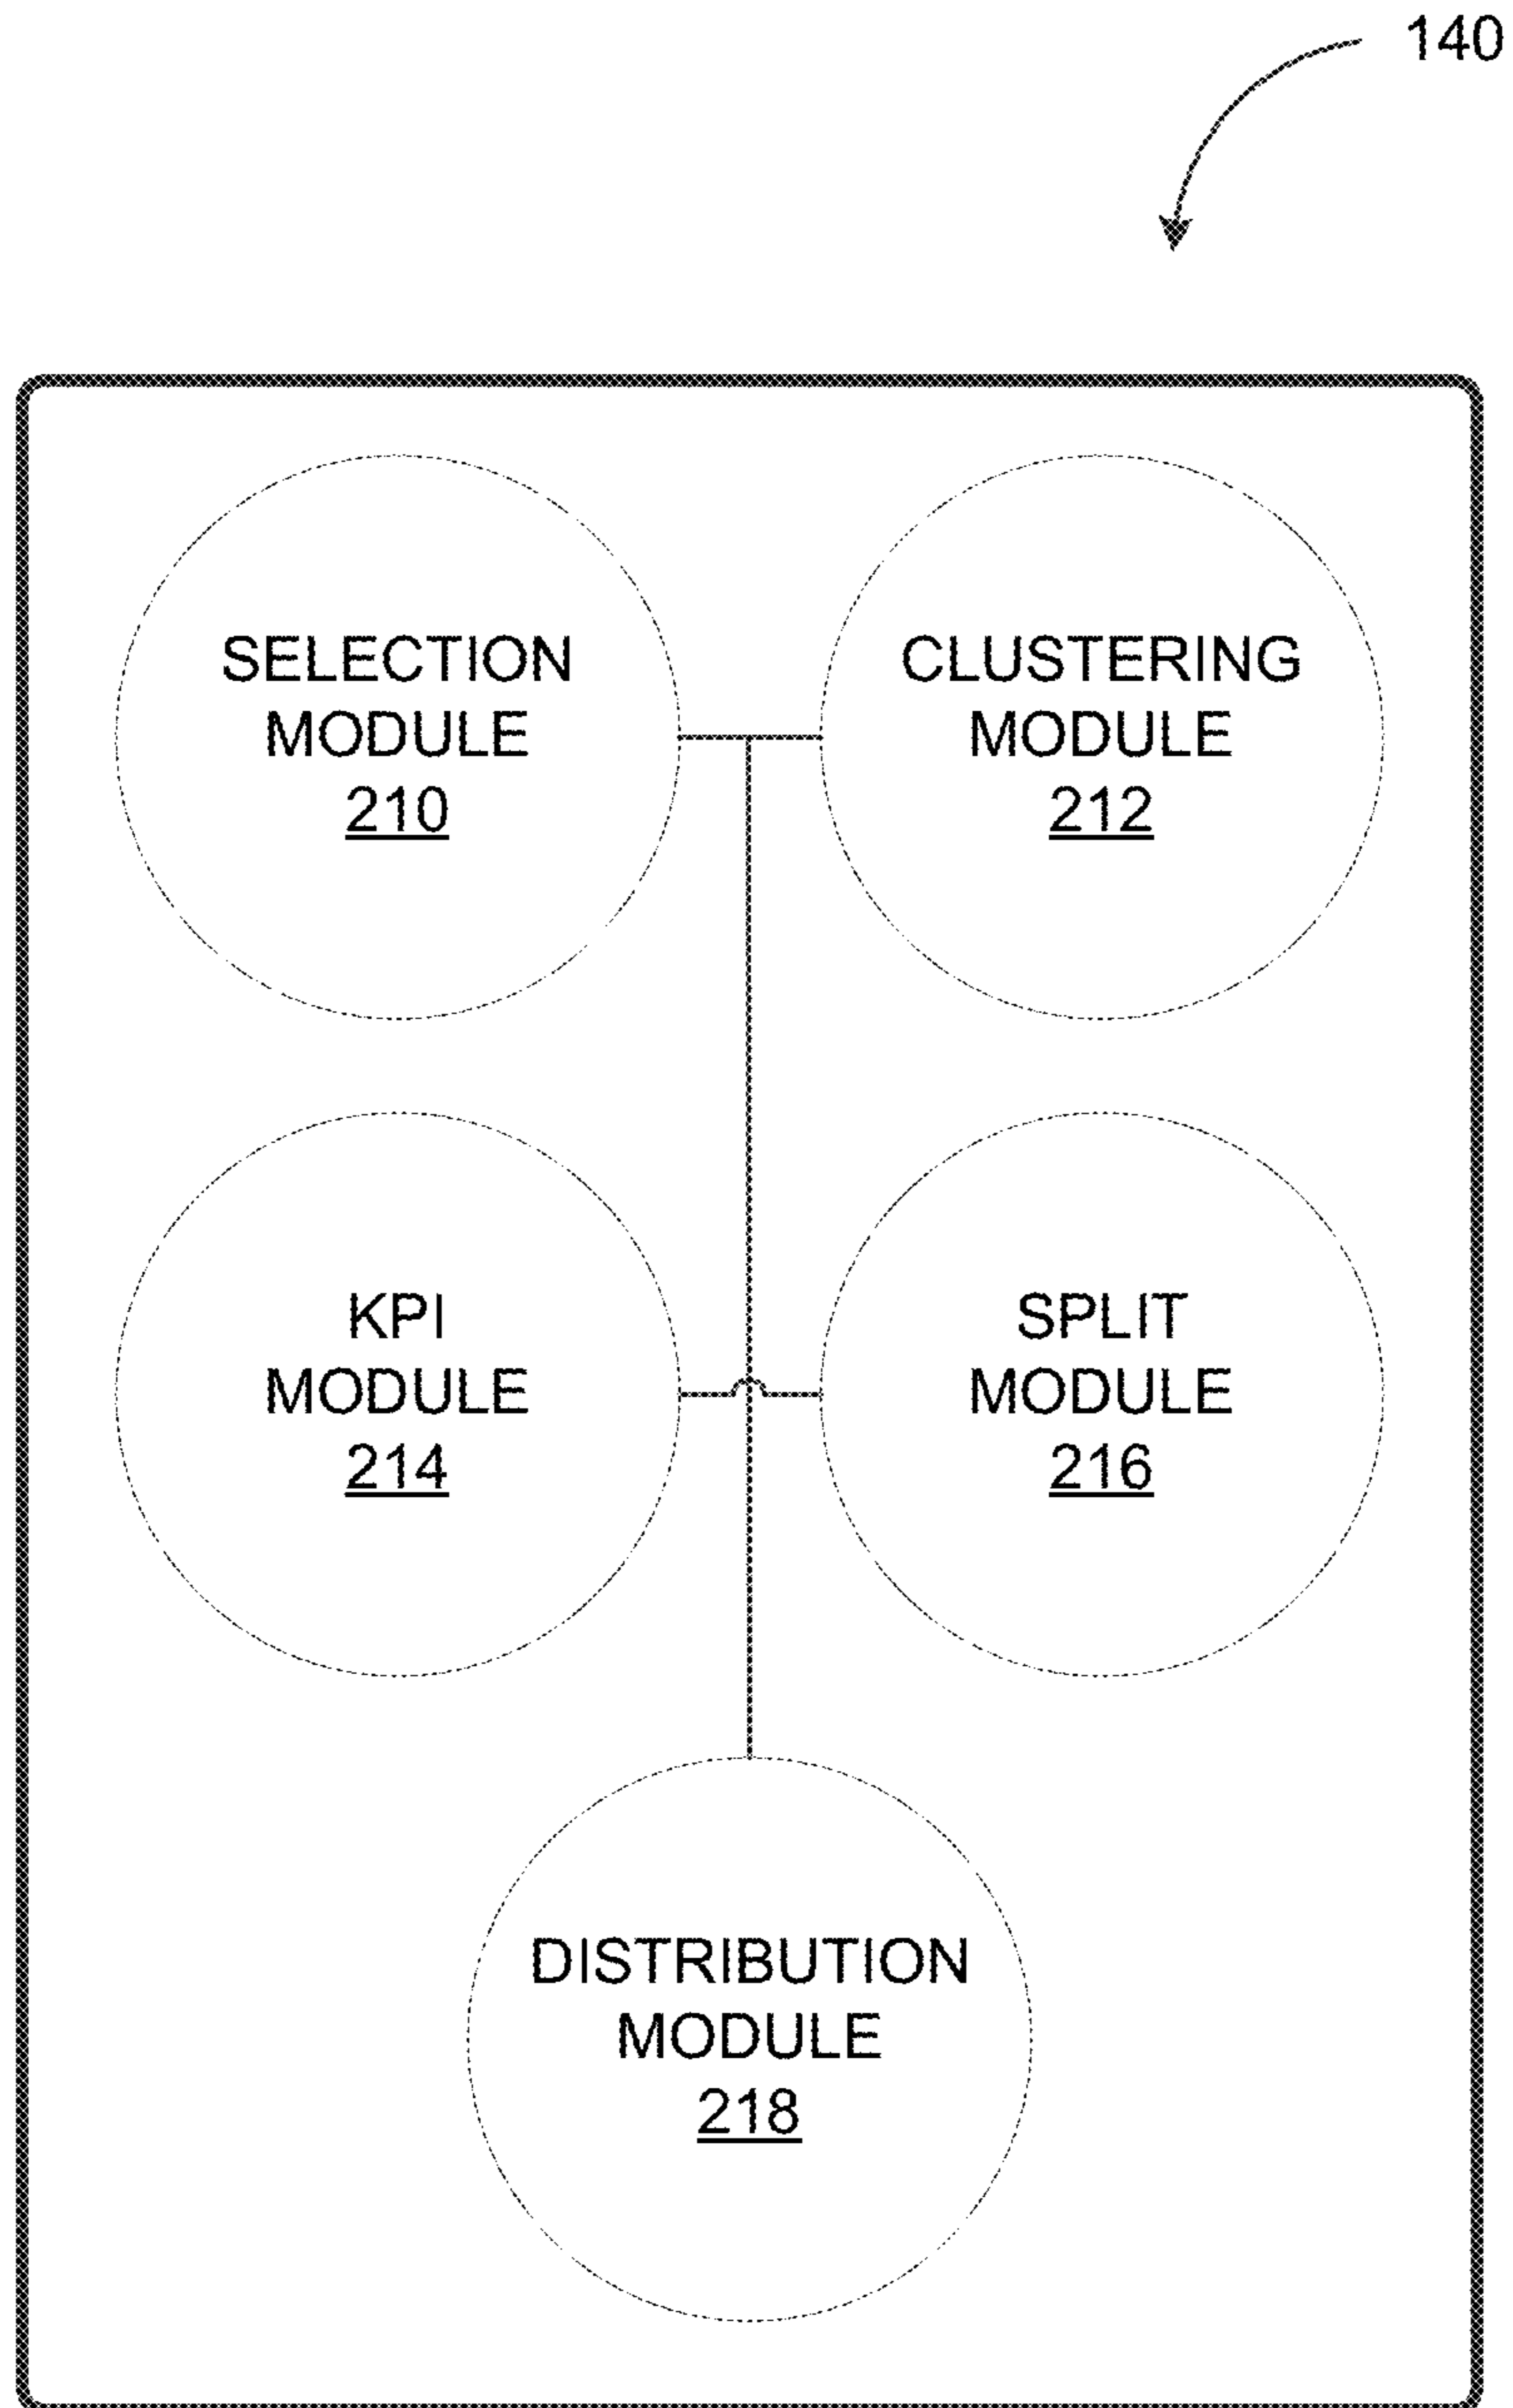 140
SELECTION
MODULE
210
CLUSTERING
MODULE
212
KPI
MODULE
214
SPLIT
MODULE
216
DISTRIBUTION
MODULE
218